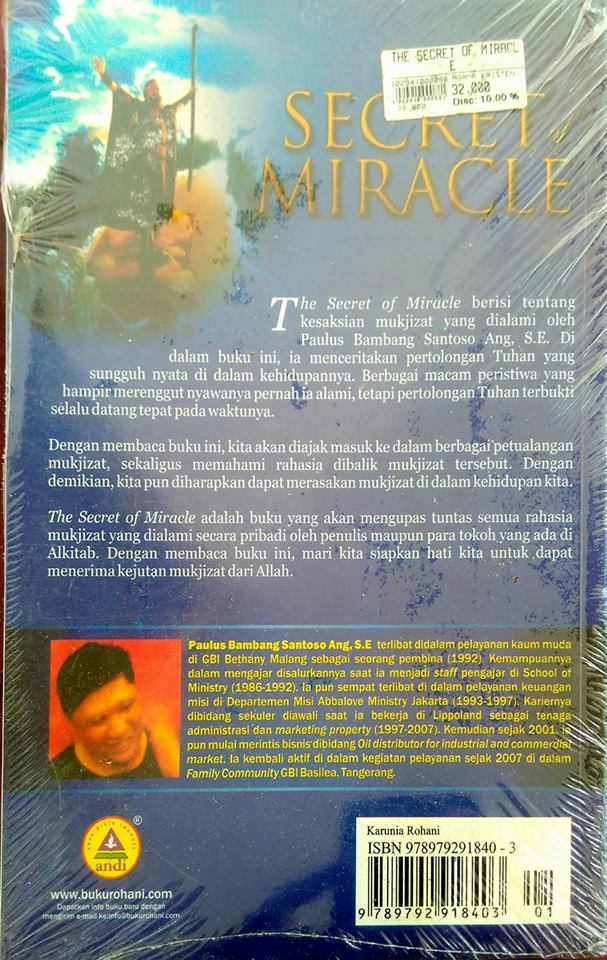 THE SECRET OF MIRACL
E
32,000
Disc: 10.00 %
SECRET of
MIRACLE
The Secret of Miracle berisi tentang
kesaksian mukjizat yang dialami oleh
Paulus Bambang Santoso Ang, S.E. Di
dalam buku ini, ia menceritakan pertolongan Tuhan yang
sungguh nyata di dalam kehidupannya. Berbagai macam peristiwa yang
hampir merenggut nyawanya pernah ia alami, tetapi pertolongan Tuhan terbukti
selalu datang tepat pada waktunya.
Dengan membaca buku ini, kita akan diajak masuk ke dalam berbagai petualangan
mukjizat, sekaligus memahami rahasia dibalik mukjizat tersebut. Dengan
demikian, kita pun diharapkan dapat merasakan mukjizat di dalam kehidupan kita.
The Secret of Miracle adalah buku yang akan mengupas tuntas semua rahasia
mukjizat yang dialami secara pribadi oleh penulis maupun para tokoh yang ada di
Alkitab. Dengan membaca buku ini, mari kita siapkan hati kita untuk dapat
menerima kejutan mukjizat dari Allah.
Paulus Bambang Santoso Ang, S.E terlibat didalam pelayanan kaum muda
di GBI Bethany Malang sebagai seorang pembina (1992). Kemampuannya
dalam mengajar disalurkannya saat ia menjadi staff pengajar di School of
Ministry (1986-1992). Ia pun sempat terlibat di dalam pelayanan keuangan
misi di Departemen Misi Abbalove Ministry Jakarta (1993-1997). Kariernya
dibidang sekuler diawali saat ia bekerja di Lippoland sebagai tenaga
administrasi dan marketing property (1997-2007). Kemudian sejak 2001, ia
pun mulai merintis bisnis dibidang Oil distributor for industrial and commerdial
market. Ia kembali aktif di dalam kegiatan pelayanan sejak 2007 di dalam
Family Community GBI Basilea, Tangerang.
®
andi
www.bukurohani.com
Dapatkan info buku baru dengan
mengirim e-mail ke:info@bukurohani.com
Karunia Rohani
ISBN 978979291840 - 3
9 789792 918403
01